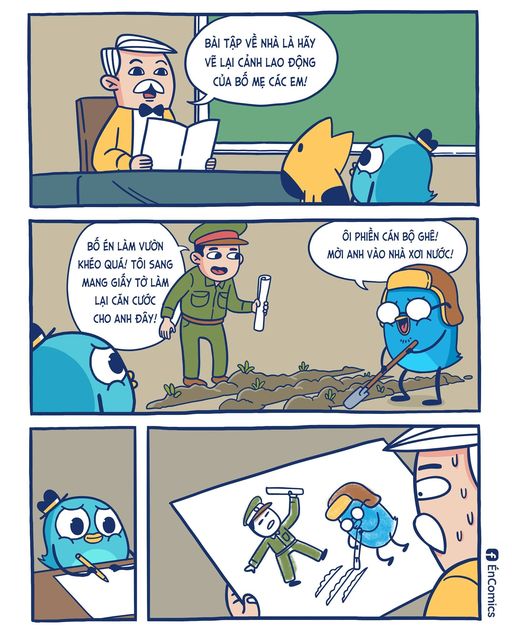 BÀI TẬP VỀ NHÀ LÀ HÃY
VẼ LẠI CẢNH LAO ĐỘNG
CỦA BỐ MẸ CÁC EM!
BỐ ÉN LÀM VƯỜN
KHÉO QUÁ! TÔI SANG
MANG GIẤY TỜ LÀM
LẠI CĂN CƯỚC
CHO ANH ĐÂY!
ÔI PHIỀN CÁN BỘ GHÊ!
MỜI ANH VÀO NHÀ XƠI NƯỚC!
ÉnComics